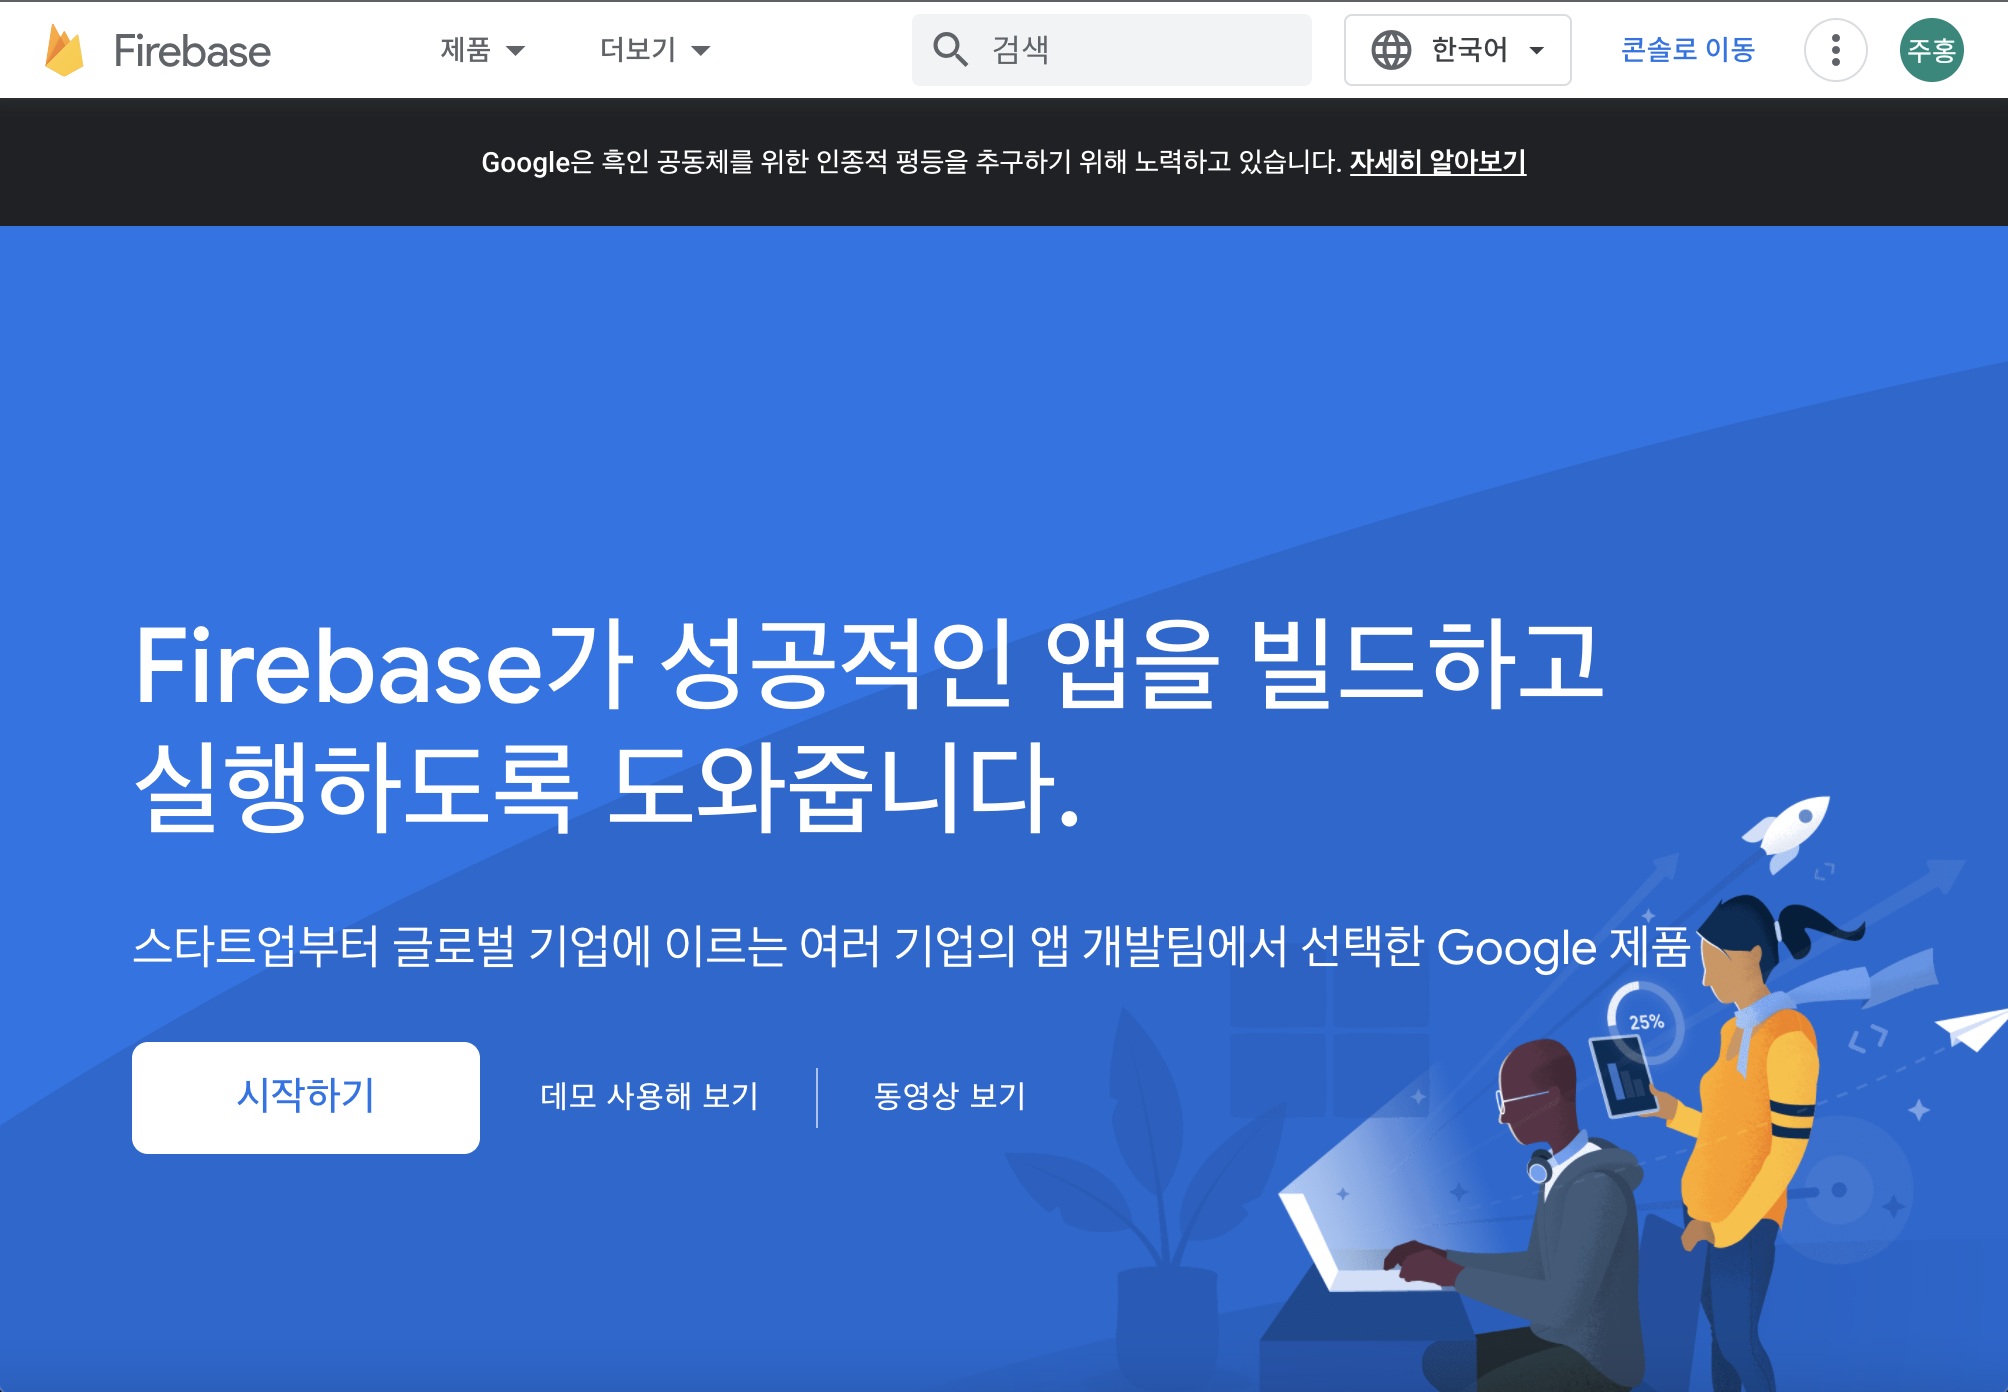 Firebase
제품
더보기
검색
한국어
콘솔로 이동
주홍
Google은 흑인 공동체를 위한 인종적 평등을 추구하기 위해 노력하고 있습니다. 자세히 알아보기
Firebase가 성공적인 앱을 빌드하고
실행하도록 도와줍니다.
스타트업부터 글로벌 기업에 이르는 여러 기업의 앱 개발팀에서 선택한 Google 제품
25%
시작하기
데모 사용해 보기
동영상 보기